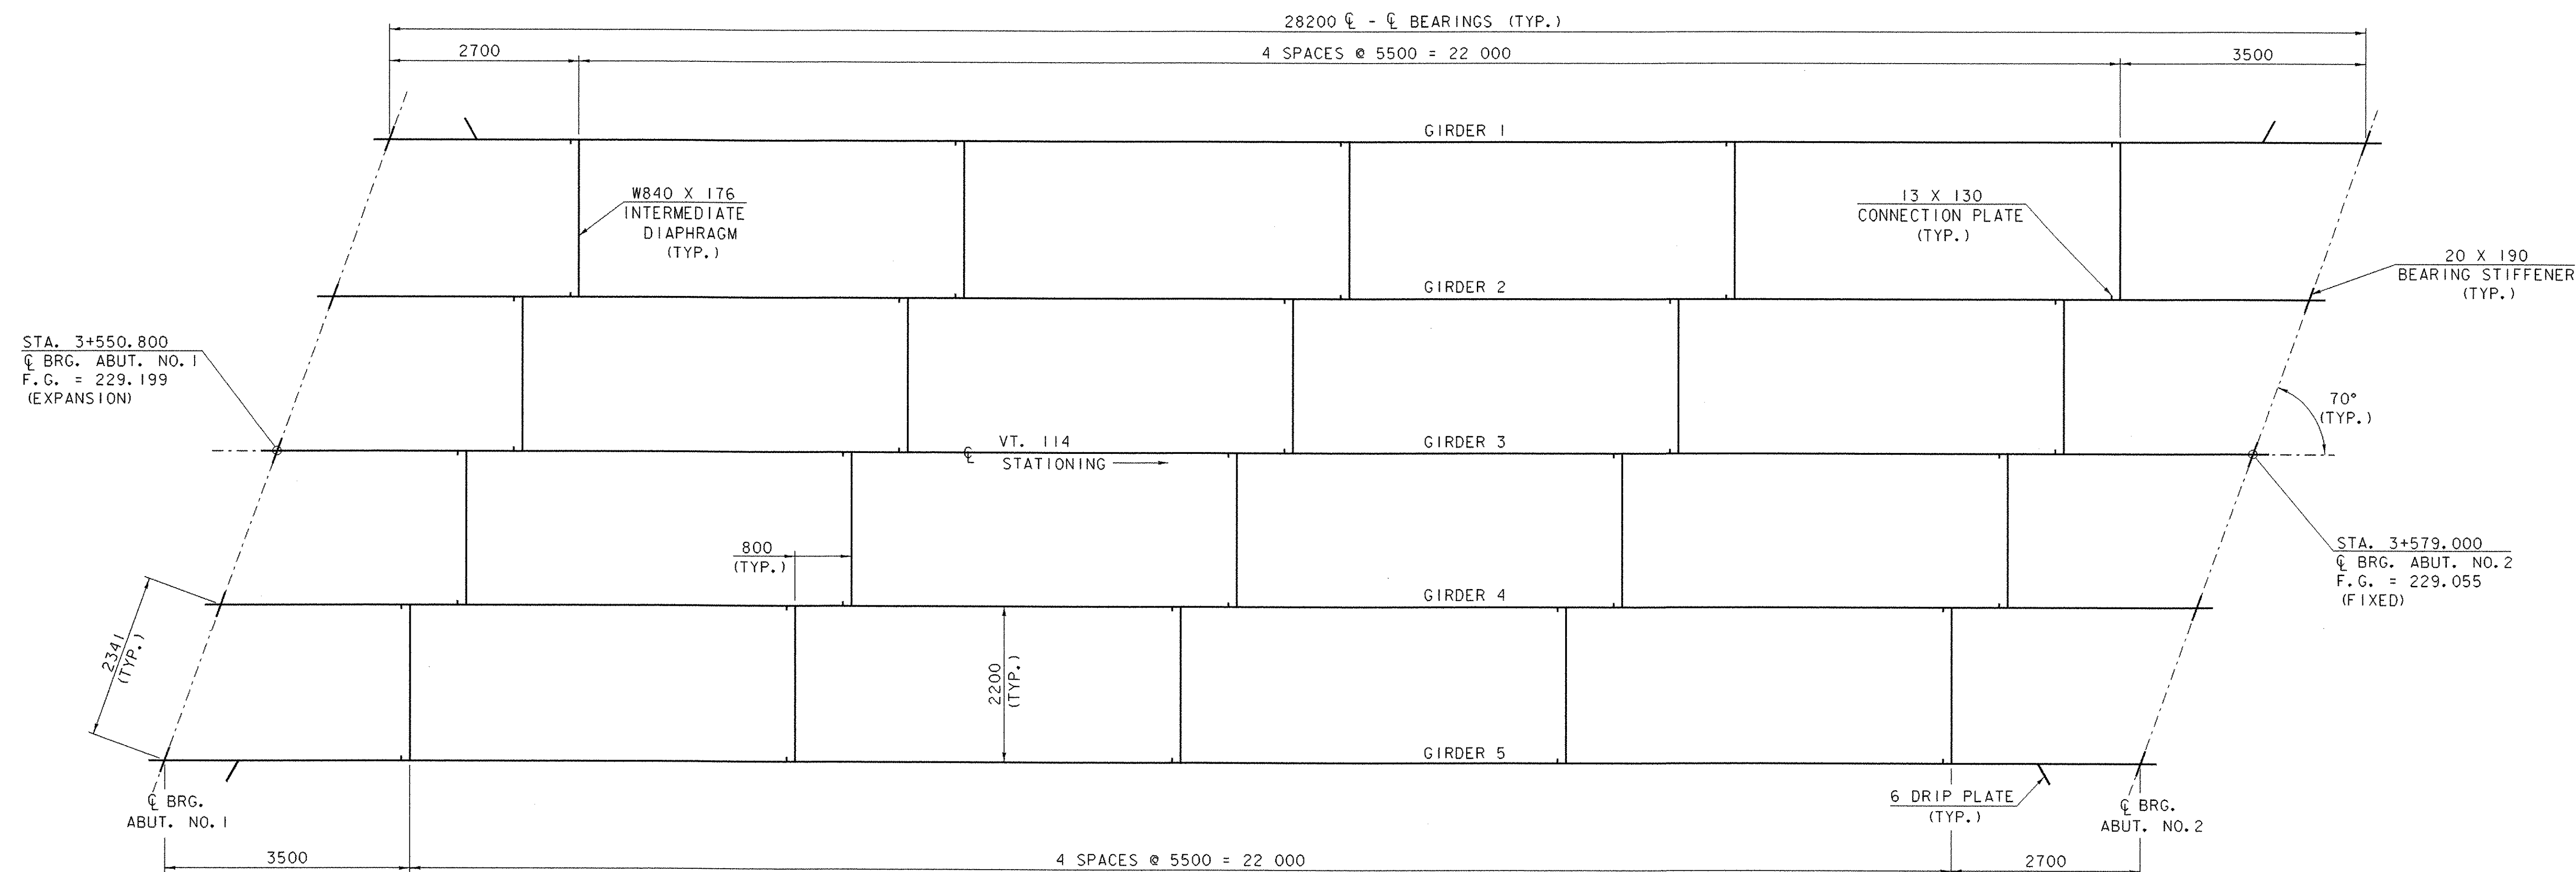 28200 ℄ - ℄ BEARINGS (TYP.)
2700
4 SPACES @ 5500 = 22 000
3500
GIRDER 1
W840 X 176
INTERMEDIATE
DIAPHRAGM
(TYP.)
13 X 130
CONNECTION PLATE
(TYP.)
20 X 190
BEARING STIFFENER
(TYP.)
GIRDER 2
STA. 3+550.800
℄ BRG. ABUT. NO.1
F.G. = 229.199
(EXPANSION)
70°
(TYP.)
℄ VT. 114
STATIONING
GIRDER 3
STA. 3+579.000
℄ BRG. ABUT. NO.2
F.G. = 229.055
(FIXED)
800
(TYP.)
GIRDER 4
2341
(TYP.)
2200
(TYP.)
GIRDER 5
℄ BRG.
ABUT. NO.1
6 DRIP PLATE
(TYP.)
℄ BRG.
ABUT. NO.2
3500
4 SPACES @ 5500 = 22 000
2700